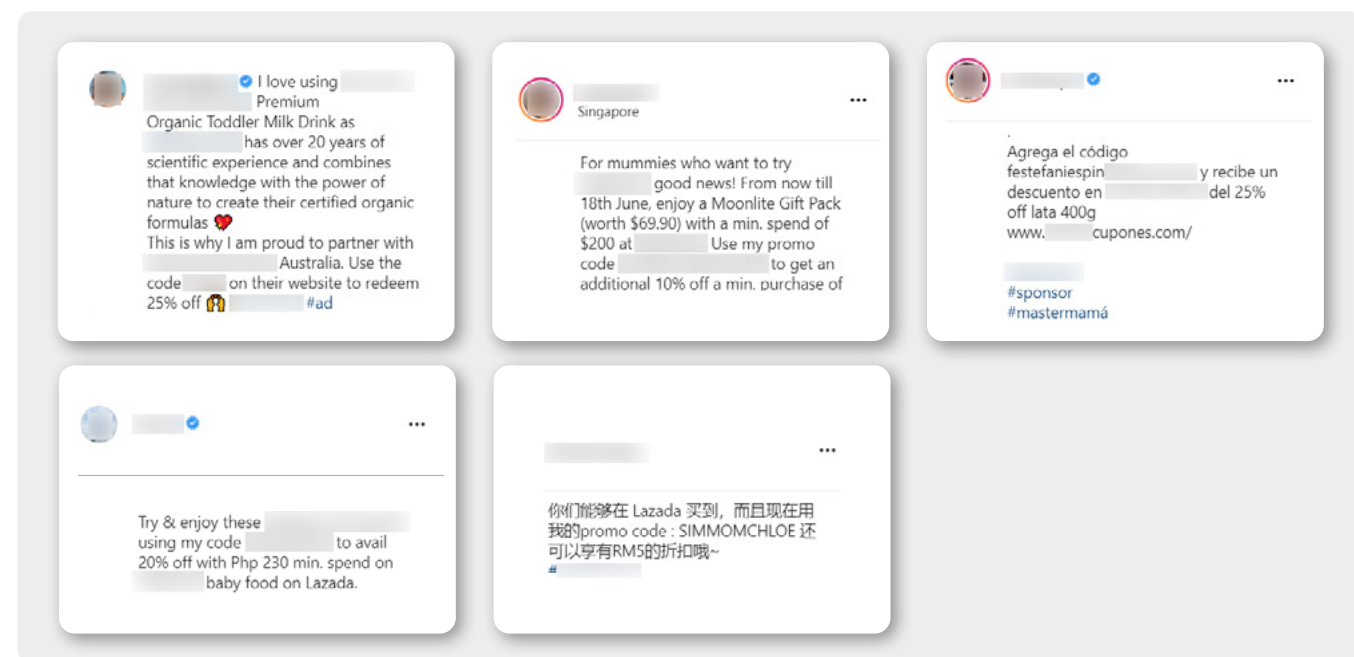 I love using
Premium
Organic Toddler Milk Drink as
has over 20 years of
scientific experience and combines
that knowledge with the power of
nature to create their certified organic
formulas
This is why I am proud to partner with
Australia. Use the
code on their website to redeem
25% off #ad
Singapore
For mummies who want to try
good news! From now till
18th June, enjoy a Moonlite Gift Pack
(worth $69.90) with a min. spend of
$200 at Use my promo
code to get an
additional 10% off a min. purchase of
.
Agrega el código
festefaniespin y recibe un
descuento en del 25%
off lata 400g
www. cupones.com/
#sponsor
#mastermamá
Try & enjoy these
using my code to avail
20% off with Php 230 min. spend on
baby food on Lazada.
你们能够在 Lazada 买到，而且现在用
我的promo code : SIMMOMCHLOE 还
可以享有RM5的折扣哦~
#